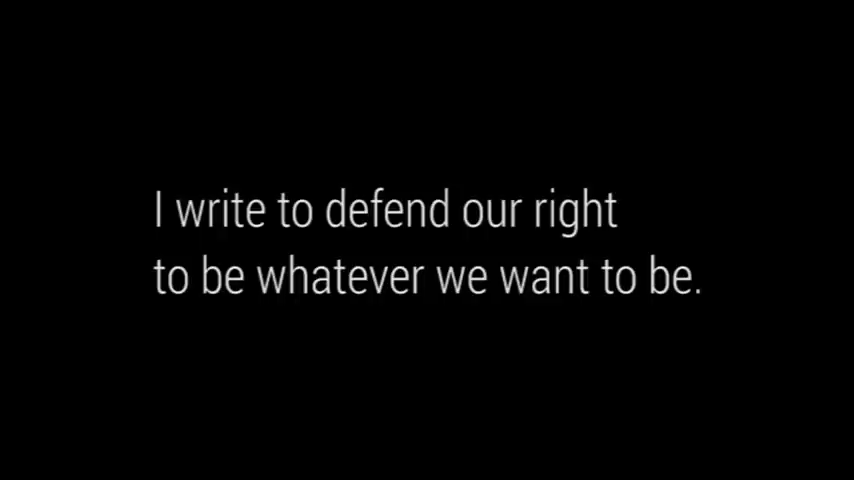 I write to defend our right
to be whatever we want to be.